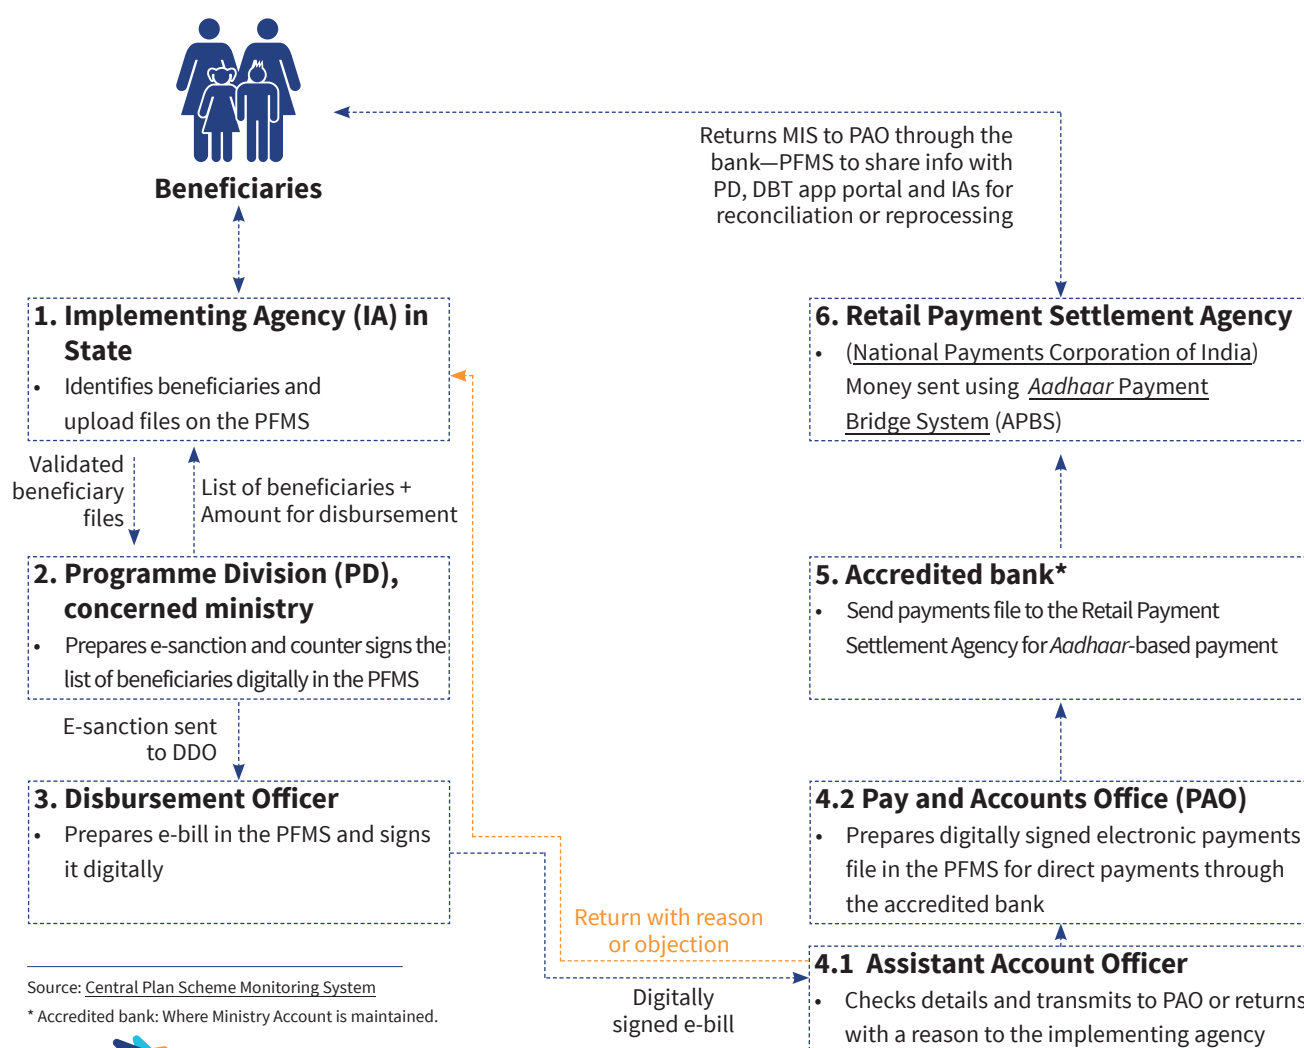 Beneficiaries
Returns MIS to PAO through the
bank—PFMS to share info with
PD, DBT app portal and IAs for
reconciliation or reprocessing
1. Implementing Agency (IA) in
State
• Identifies beneficiaries and
upload files on the PFMS
Validated
beneficiary
files
List of beneficiaries +
Amount for disbursement
2. Programme Division (PD),
concerned ministry
• Prepares e-sanction and counter signs the
list of beneficiaries digitally in the PFMS
E-sanction sent
to DDO
3. Disbursement Officer
• Prepares e-bill in the PFMS and signs
it digitally
Return with reason
or objection
Digitally
signed e-bill
4.1 Assistant Account Officer
• Checks details and transmits to PAO or returns
with a reason to the implementing agency
4.2 Pay and Accounts Office (PAO)
• Prepares digitally signed electronic payments
file in the PFMS for direct payments through
the accredited bank
5. Accredited bank*
• Send payments file to the Retail Payment
Settlement Agency for Aadhaar-based payment
6. Retail Payment Settlement Agency
• (National Payments Corporation of India)
Money sent using Aadhaar Payment
Bridge System (APBS)
Source: Central Plan Scheme Monitoring System
* Accredited bank: Where Ministry Account is maintained.